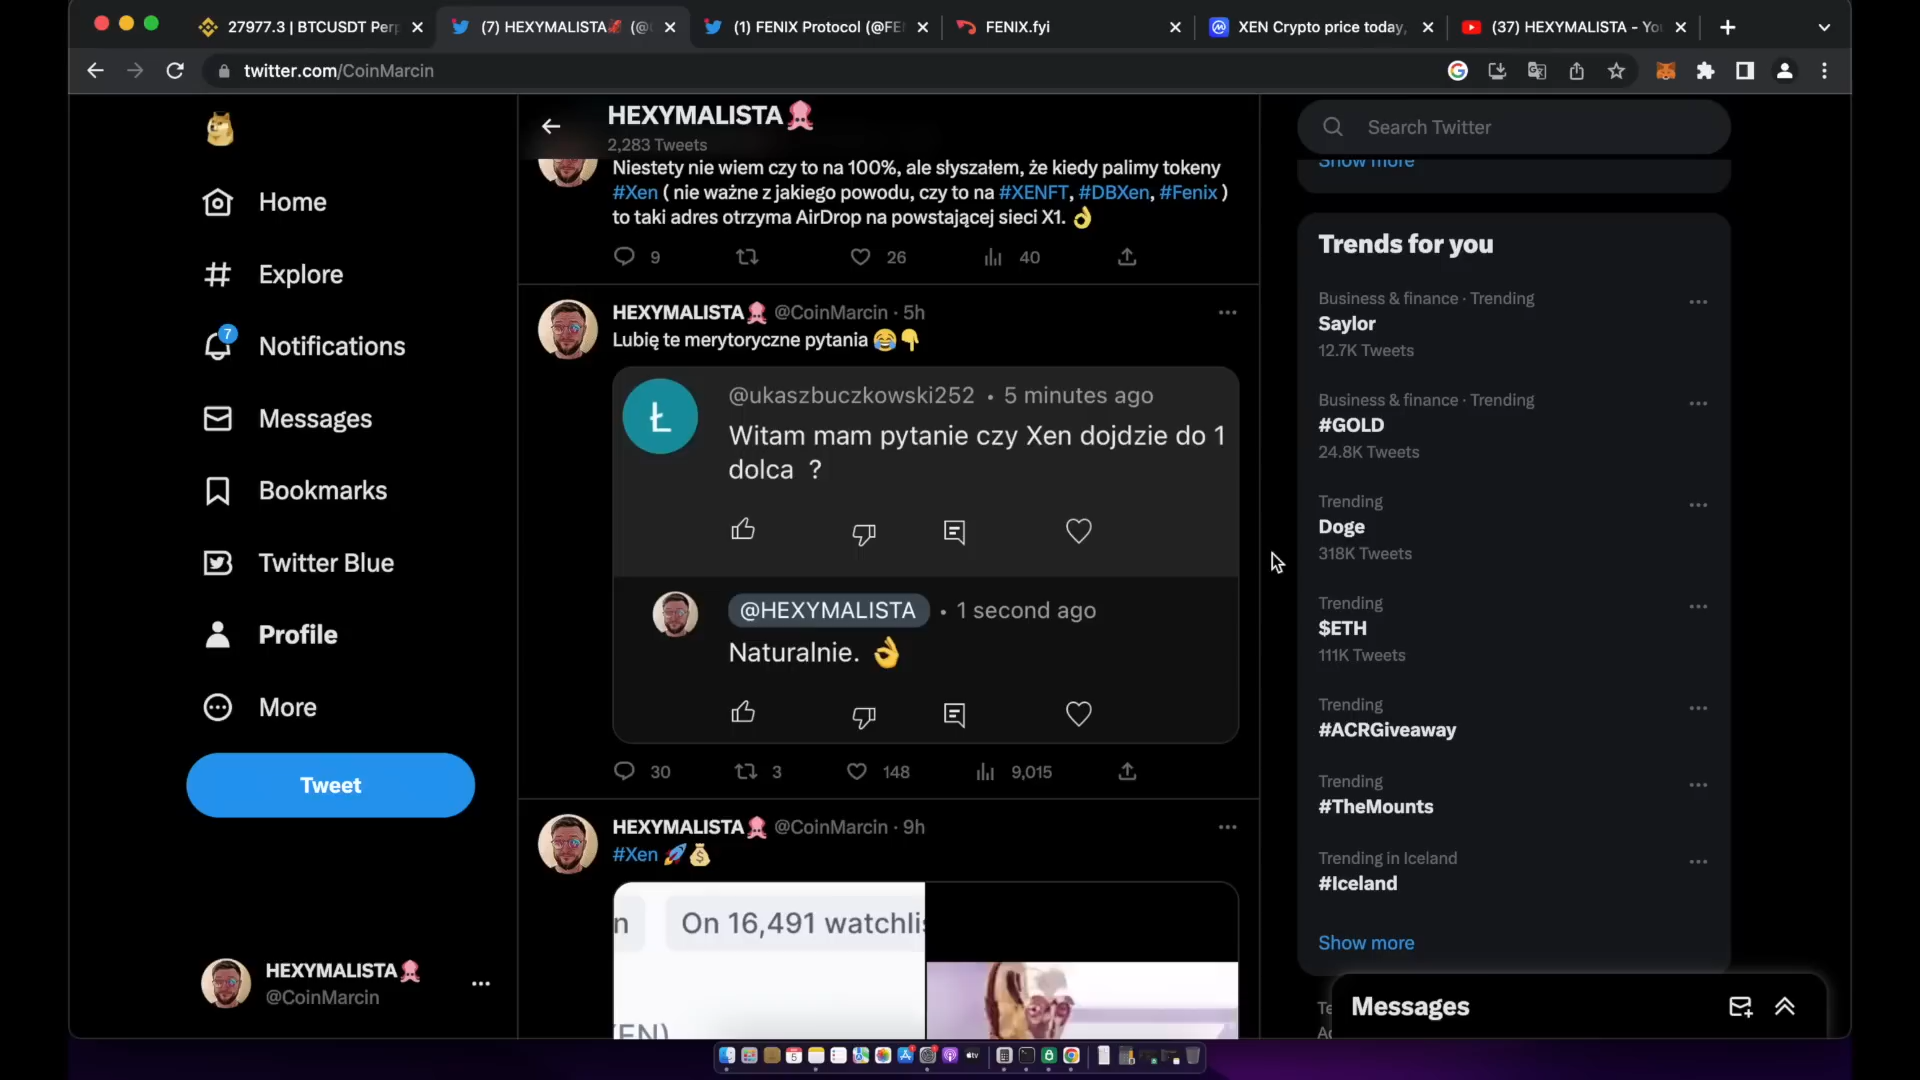 27977.3 | BTCUSDT Perp
(7) HEXYMALISTA🦑 (@
(1) FENIX Protocol (@FE
FENIX.fyi
XEN Crypto price today,
(37) HEXYMALISTA - Yo
twitter.com/CoinMarcin
Home
Explore
7
Notifications
Messages
Bookmarks
Twitter Blue
Profile
More
Tweet
HEXYMALISTA🦑
@CoinMarcin
HEXYMALISTA🦑
2,283 Tweets
Niestety nie wiem czy to na 100%, ale słyszałem, że kiedy palimy tokeny
#Xen ( nie ważne z jakiego powodu, czy to na #XENFT, #DBXen, #Fenix )
to taki adres otrzyma AirDrop na powstającej sieci X1. 👌
9 26 40
HEXYMALISTA🦑 @CoinMarcin · 5h
Lubię te merytoryczne pytania 😂👇
Ł
@ukaszbuczkowski252 • 5 minutes ago
Witam mam pytanie czy Xen dojdzie do 1
dolca ?
@HEXYMALISTA • 1 second ago
Naturalnie. 👌
30 3 148 9,015
HEXYMALISTA🦑 @CoinMarcin · 9h
#Xen 🚀💰
n On 16,491 watchlis
EN)
Search Twitter
Show more
Trends for you
Business & finance · Trending
Saylor
12.7K Tweets
Business & finance · Trending
#GOLD
24.8K Tweets
Trending
Doge
318K Tweets
Trending
$ETH
111K Tweets
Trending
#ACRGiveaway
Trending
#TheMounts
Trending in Iceland
#Iceland
Show more
Messages